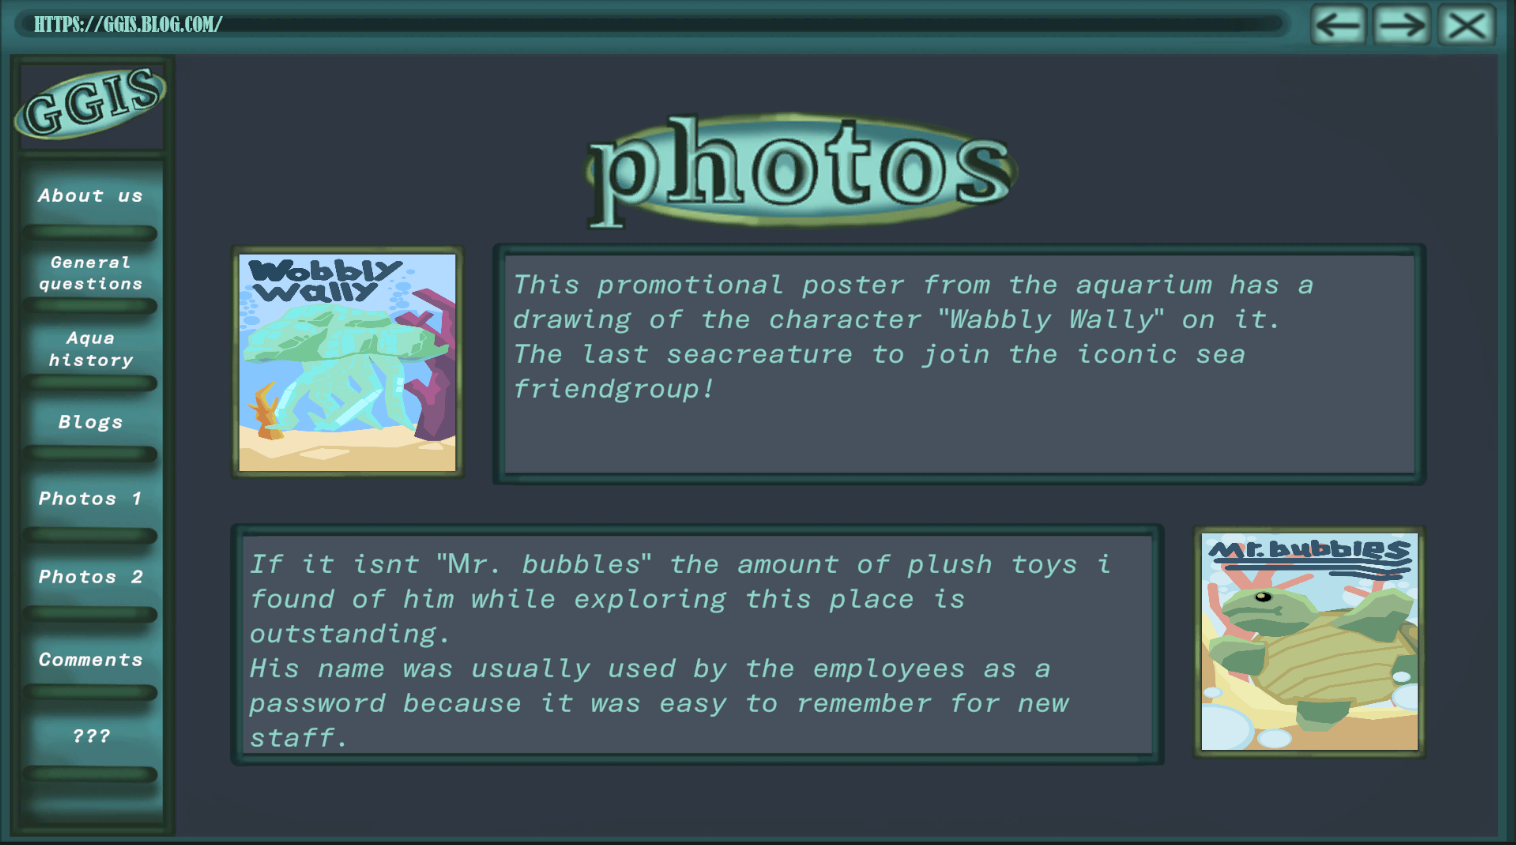 HTTPS://GGIS.BLOG.COM/
GGIS
About us
General
questions
Aqua
history
Blogs
Photos 1
Photos 2
Comments
???
photos
Wobbly
Wally
This promotional poster from the aquarium has a
drawing of the character "Wabbly Wally" on it.
The last seacreature to join the iconic sea
friendgroup!
If it isnt "Mr. bubbles" the amount of plush toys i
found of him while exploring this place is
outstanding.
His name was usually used by the employees as a
password because it was easy to remember for new
staff.
Mr. bubbles